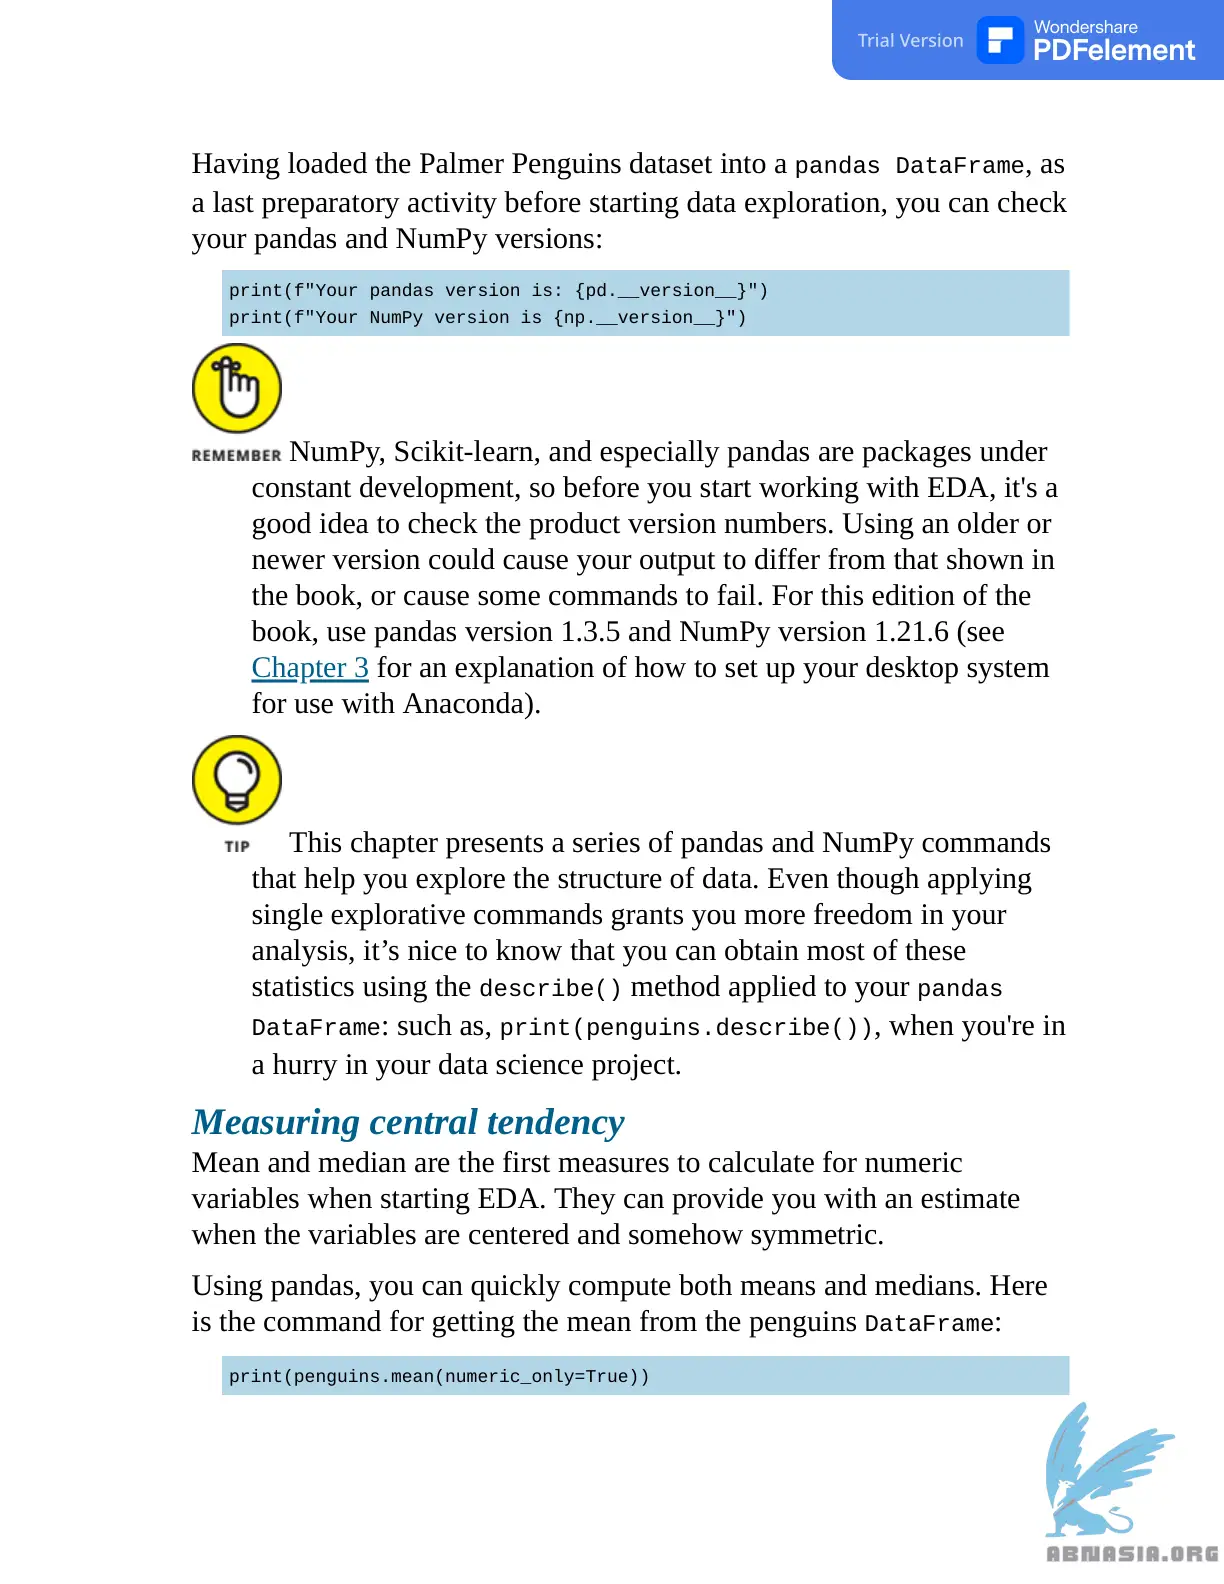 Trial Version
Wondershare
PDFelement
Having loaded the Palmer Penguins dataset into a pandas DataFrame, as
a last preparatory activity before starting data exploration, you can check
your pandas and NumPy versions:
print(f"Your pandas version is: {pd.__version__}")
print(f"Your NumPy version is {np.__version__}")
REMEMBER NumPy, Scikit-learn, and especially pandas are packages under
constant development, so before you start working with EDA, it's a
good idea to check the product version numbers. Using an older or
newer version could cause your output to differ from that shown in
the book, or cause some commands to fail. For this edition of the
book, use pandas version 1.3.5 and NumPy version 1.21.6 (see
Chapter 3 for an explanation of how to set up your desktop system
for use with Anaconda).
TIP This chapter presents a series of pandas and NumPy commands
that help you explore the structure of data. Even though applying
single explorative commands grants you more freedom in your
analysis, it’s nice to know that you can obtain most of these
statistics using the describe() method applied to your pandas
DataFrame: such as, print(penguins.describe()), when you're in
a hurry in your data science project.
Measuring central tendency
Mean and median are the first measures to calculate for numeric
variables when starting EDA. They can provide you with an estimate
when the variables are centered and somehow symmetric.
Using pandas, you can quickly compute both means and medians. Here
is the command for getting the mean from the penguins DataFrame:
print(penguins.mean(numeric_only=True))
ABNASIA.ORG